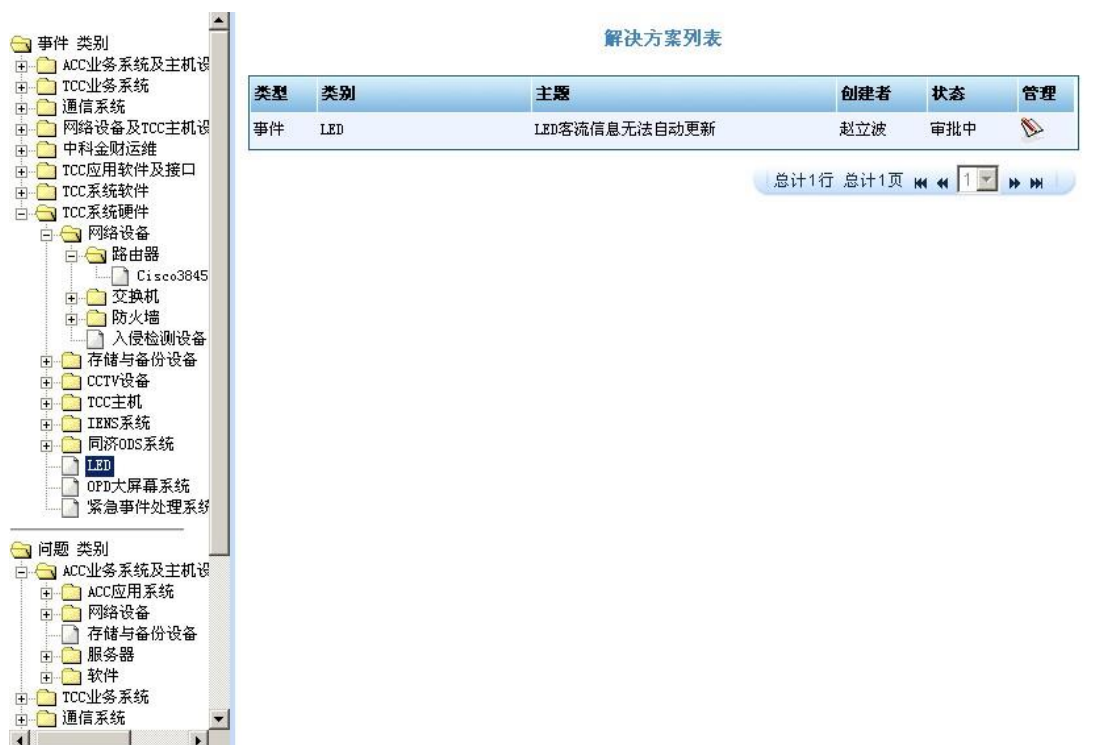 事件 类别
ACC业务系统及主机设
TCC业务系统
通信系统
网络设备及TCC主机设
中科金财运维
TCC应用软件及接口
TCC系统软件
TCC系统硬件
网络设备
路由器
Cisco3845
交换机
防火墙
入侵检测设备
存储与备份设备
CCTV设备
TCC主机
IENS系统
同济ODS系统
LED
OPD大屏幕系统
紧急事件处理系统
问题 类别
ACC业务系统及主机设
ACC应用系统
网络设备
存储与备份设备
服务器
软件
TCC业务系统
通信系统
解决方案列表
类型 类别 主题 创建者 状态 管理
事件 LED LED客流信息无法自动更新 赵立波 审批中
总计1行 总计1页 1